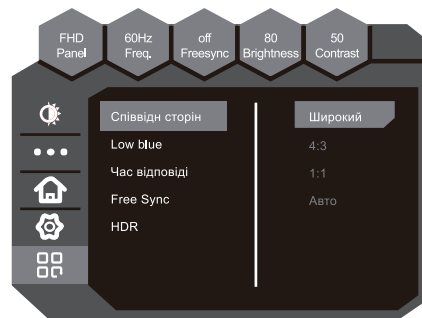 FHD
Panel
60Hz
Freq.
off
Freesync
80
Brightness
50
Contrast
Співвідн сторін
Широкий
Low blue
4:3
Час відповіді
1:1
Free Sync
Авто
HDR